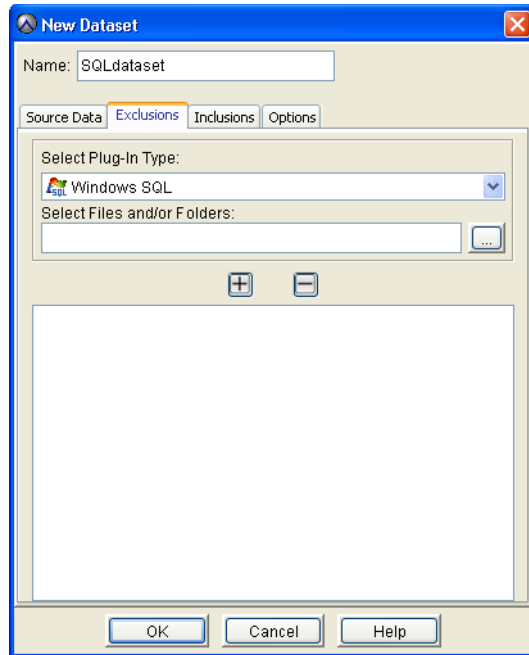 New Dataset
Name: SQLdataset
Source Data Exclusions Inclusions Options
Select Plug-In Type:
SQL Windows SQL
Select Files and/or Folders:
...
OK Cancel Help